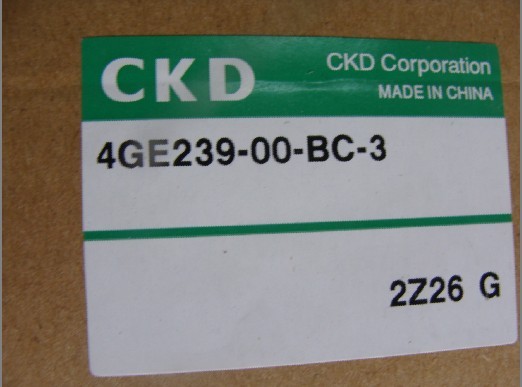 CKD
CKD Corporation
MADE IN CHINA
4GE239-00-BC-3
2Z26 G